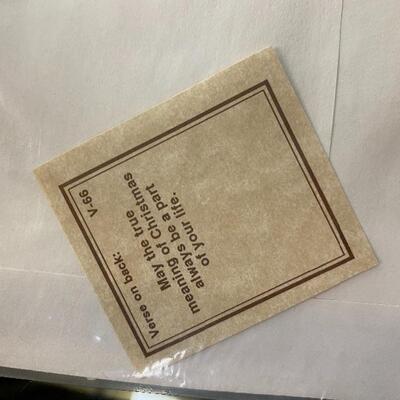 Verse on back: V-66
May the true
meaning of Christmas
always be a part
of your life.